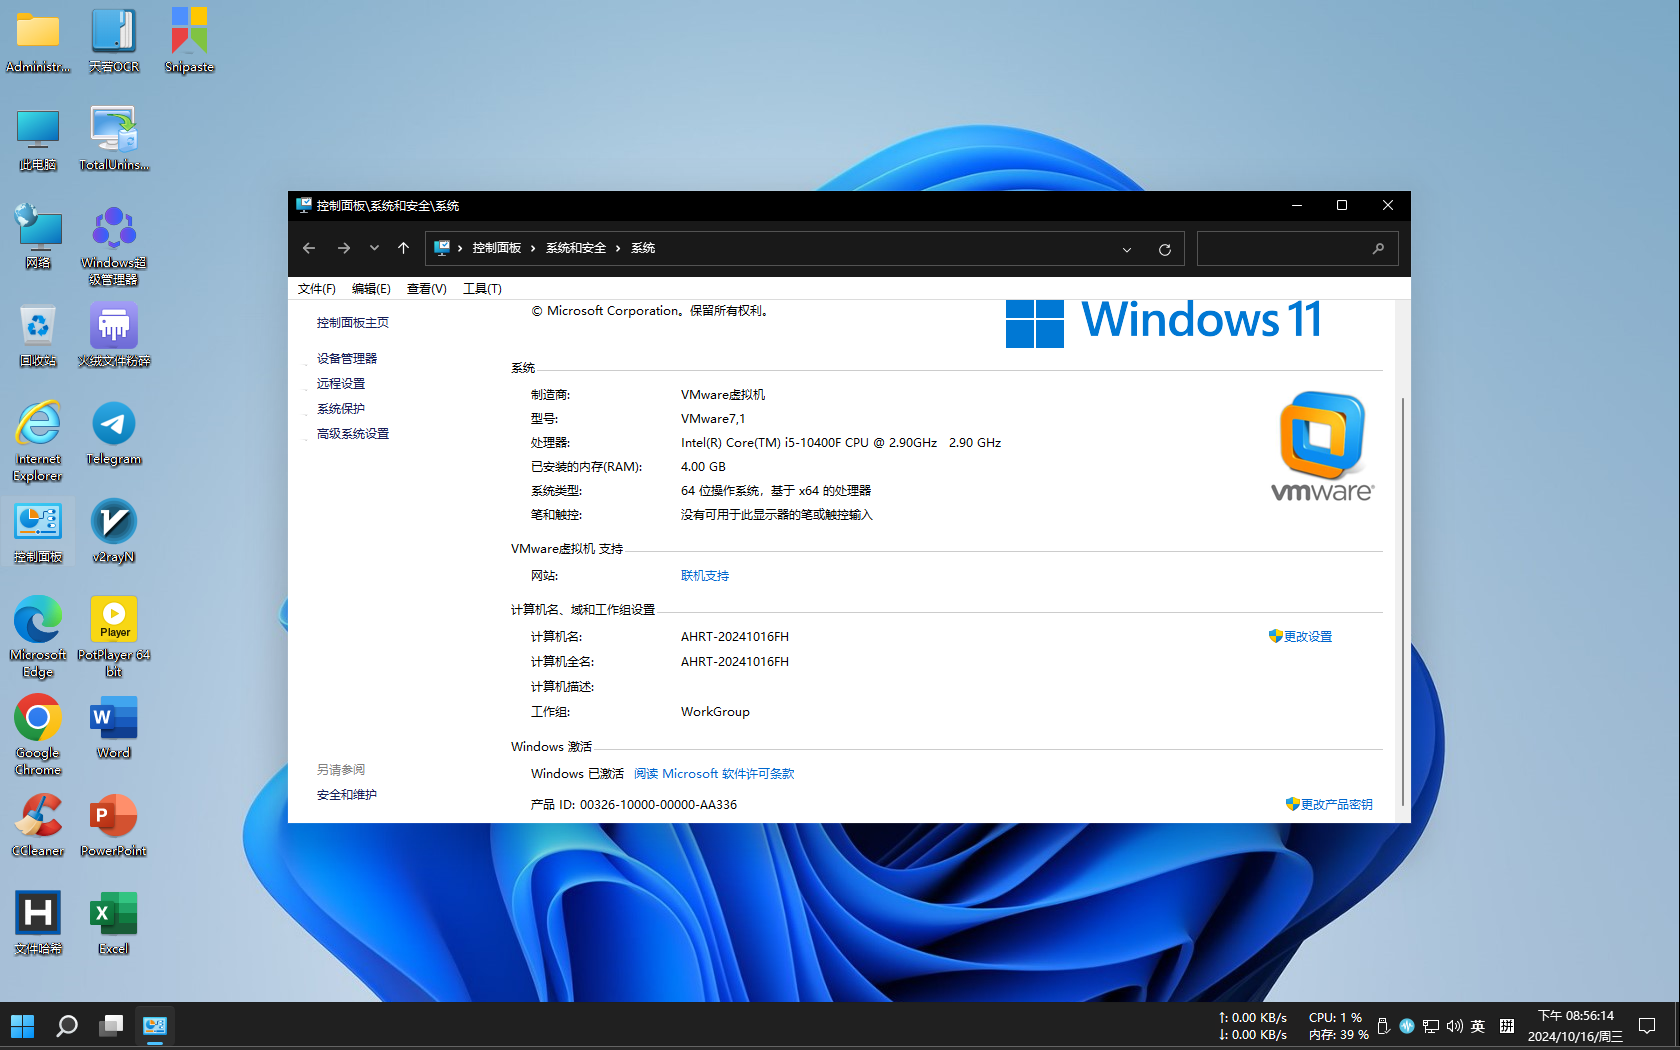 Administr...
天若OCR
Snipaste
此电脑
TotalUnins...
网络
Windows超
级管理器
回收站
火绒文件粉碎
Internet
Explorer
Telegram
控制面板
v2rayN
Microsoft
Edge
Player
PotPlayer 64
bit
Google
Chrome
Word
CCleaner
PowerPoint
文件哈希
Excel
控制面板\系统和安全\系统
控制面板 › 系统和安全 › 系统
文件(F) 编辑(E) 查看(V) 工具(T)
控制面板主页
设备管理器
远程设置
系统保护
高级系统设置
另请参阅
安全和维护
© Microsoft Corporation。保留所有权利。
Windows 11
系统
制造商: VMware虚拟机
型号: VMware7,1
处理器: Intel(R) Core(TM) i5-10400F CPU @ 2.90GHz 2.90 GHz
已安装的内存(RAM): 4.00 GB
系统类型: 64 位操作系统，基于 x64 的处理器
笔和触控: 没有可用于此显示器的笔或触控输入
vmware®
VMware虚拟机 支持
网站: 联机支持
计算机名、域和工作组设置
计算机名: AHRT-20241016FH 更改设置
计算机全名: AHRT-20241016FH
计算机描述:
工作组: WorkGroup
Windows 激活
Windows 已激活 阅读 Microsoft 软件许可条款
产品 ID: 00326-10000-00000-AA336 更改产品密钥
↑: 0.00 KB/s CPU: 1 %
↓: 0.00 KB/s 内存: 39 %
英 拼
下午 08:56:14
2024/10/16/周三